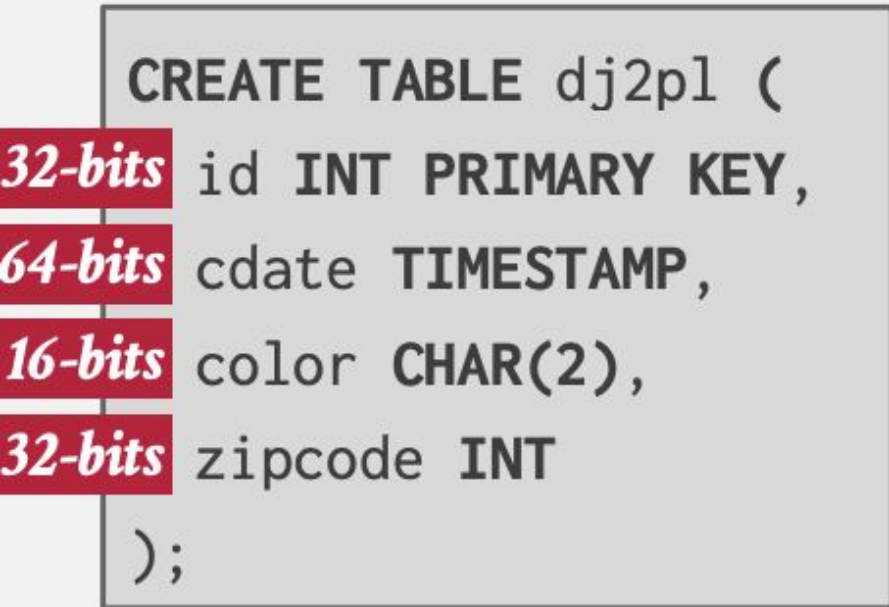 CREATE TABLE dj2pl (
32-bits id INT PRIMARY KEY,
64-bits cdate TIMESTAMP,
16-bits color CHAR(2),
32-bits zipcode INT
);